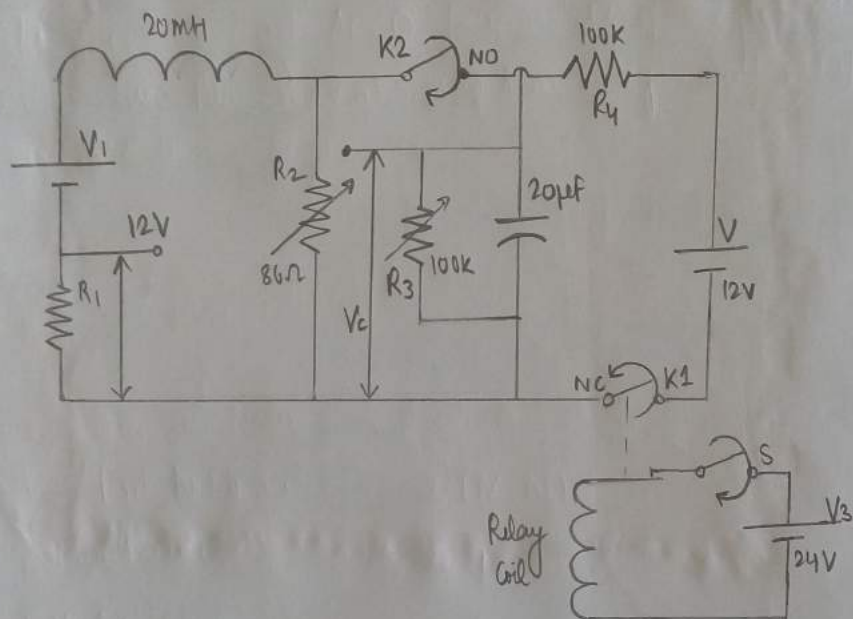 20mH
K2
NO
100K
R4
V1
12V
R1
R2
86Ω
Vc
R3
100K
20μF
V
12V
NC
K1
S
V3
24V
Relay
Coil